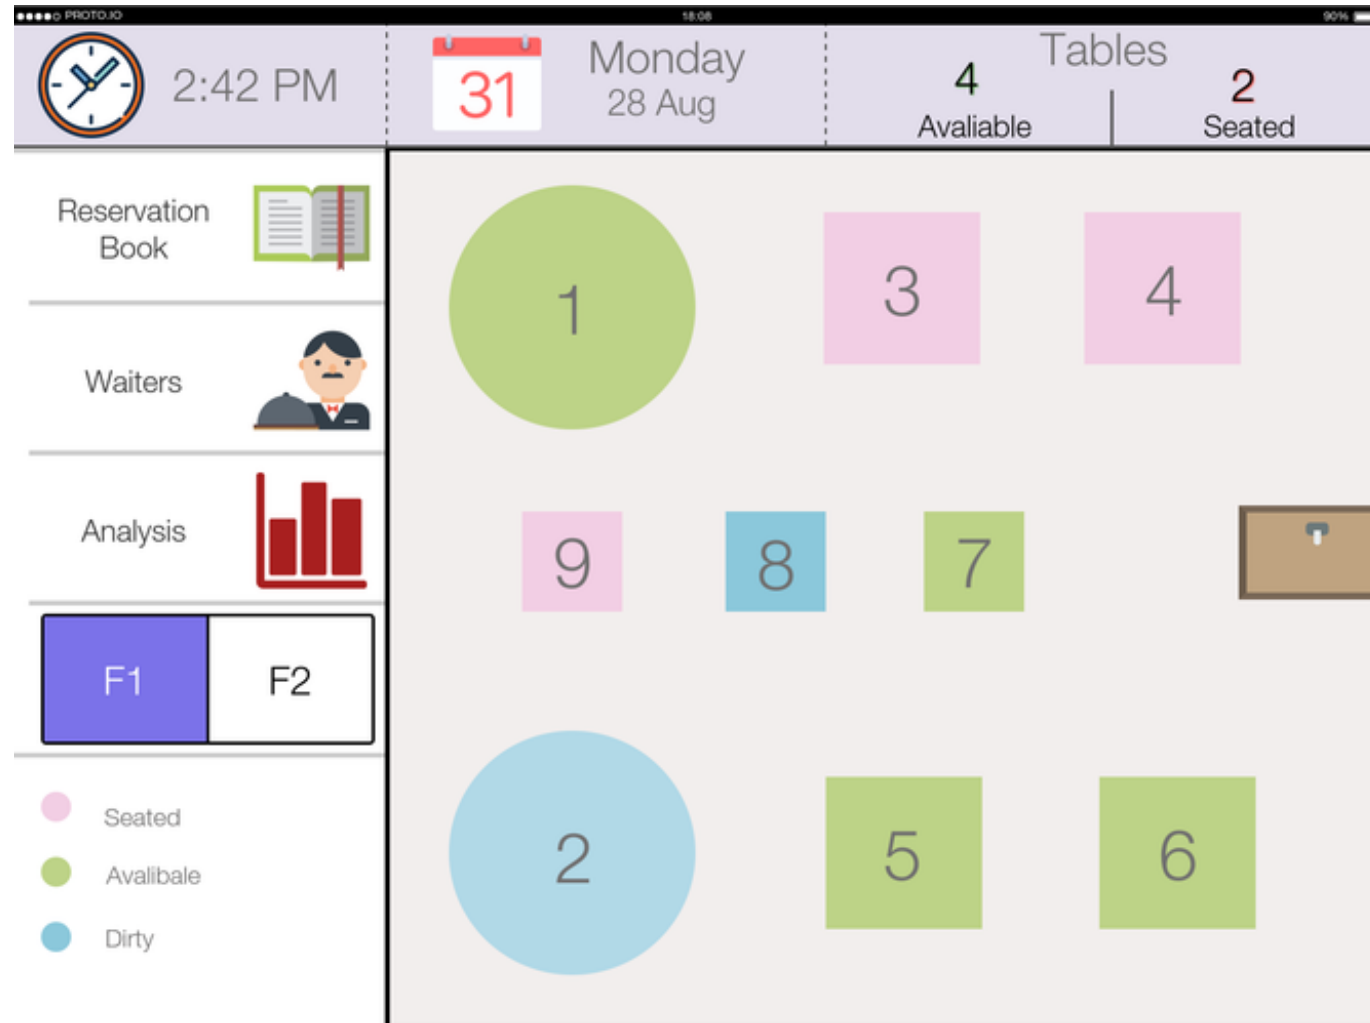 PROTO.IO
18:08
90%
2:42 PM
31
Monday
28 Aug
Tables
4
Avaliable
2
Seated
Reservation
Book
Waiters
Analysis
F1
F2
Seated
Avalibale
Dirty
1
3
4
9
8
7
2
5
6